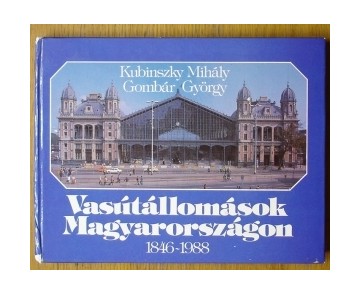 Kubinszky Mihály
Gombár György
Vasútállomások
Magyarországon
1846-1988